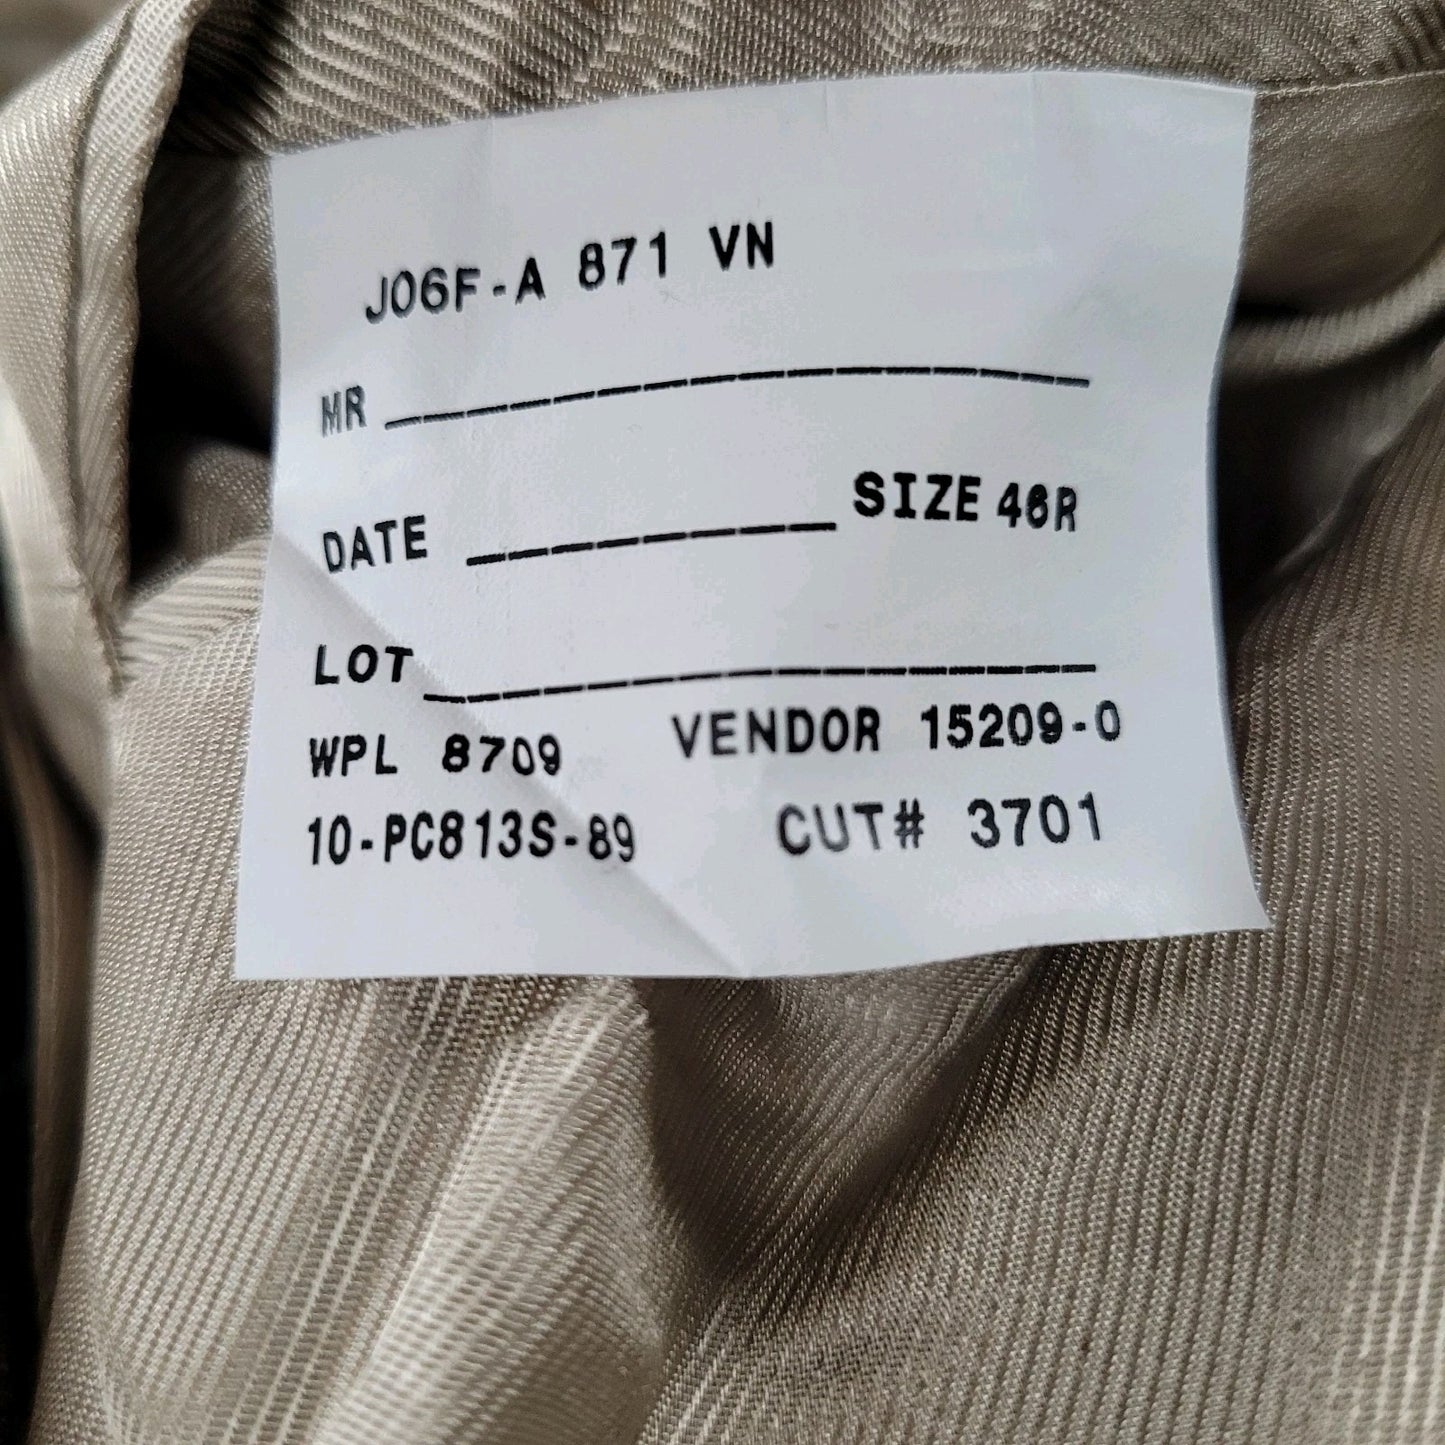 J06F-A 871 VN
MR
DATE SIZE 46R
LOT
WPL 8709 VENDOR 15209-0
10-PC813S-89 CUT# 3701